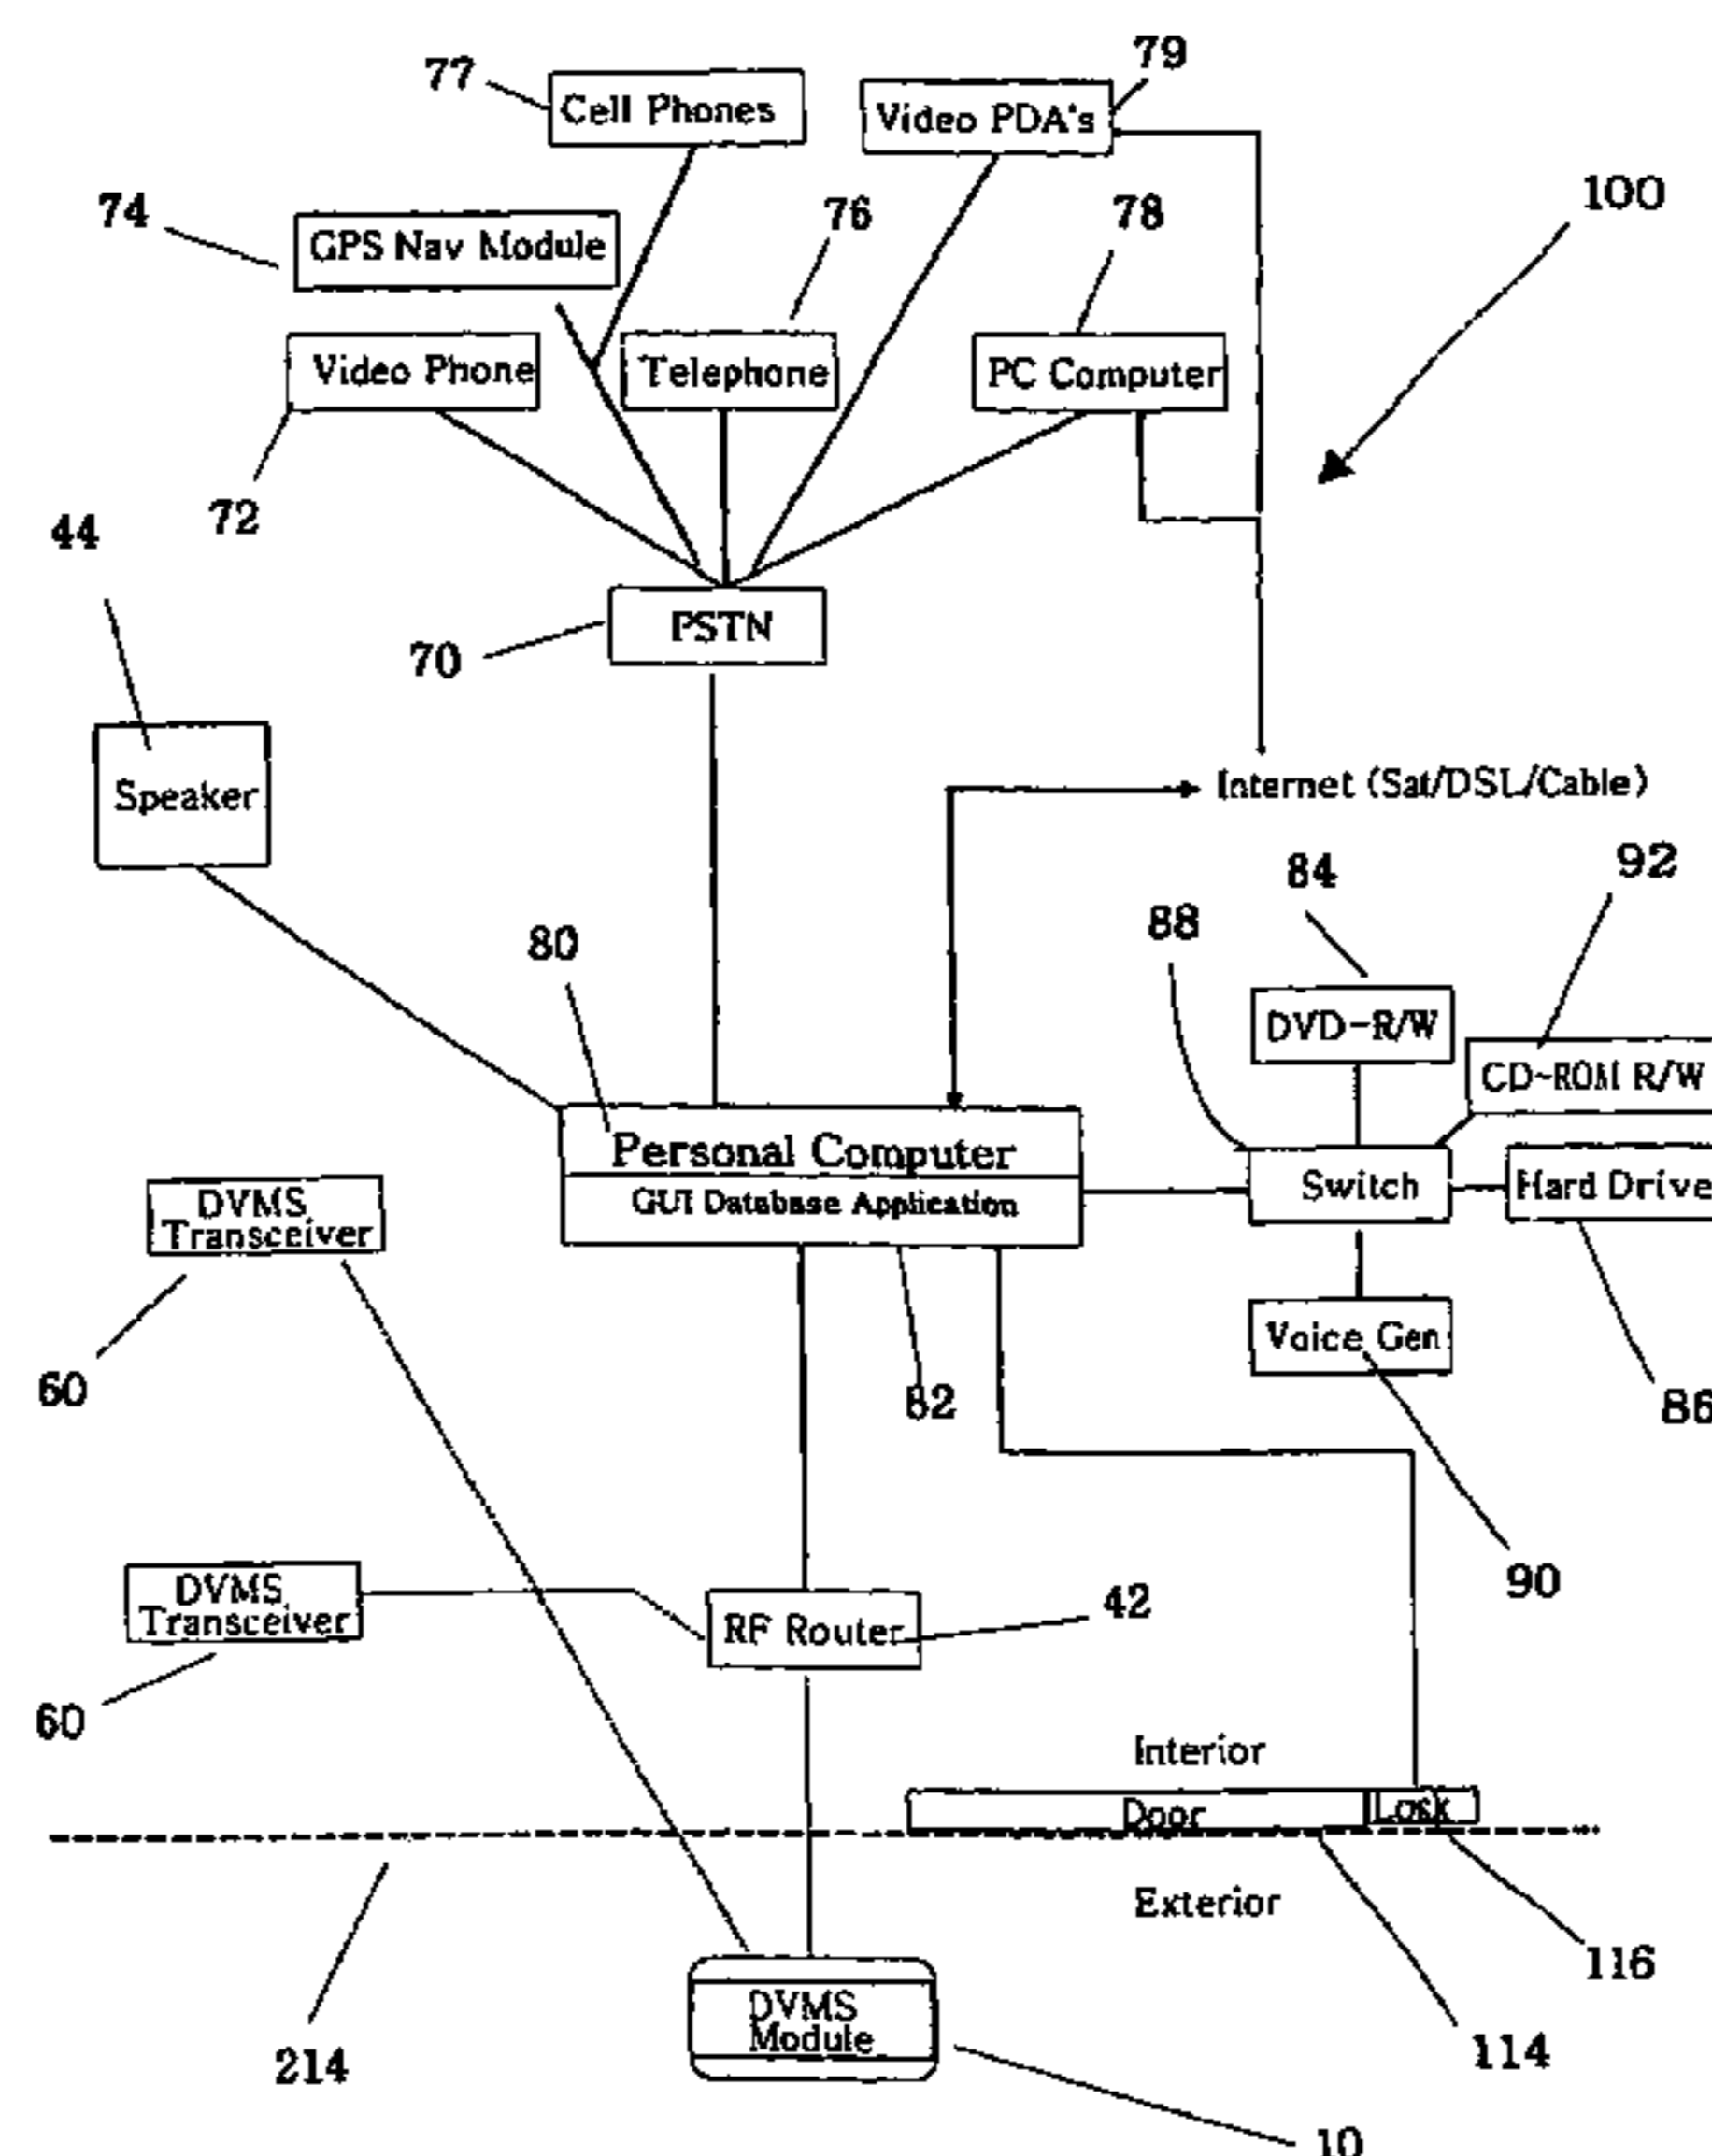 79
77
Cell Phones
Video PDA's
100
74
76
78
GPS Nav Module
Video Phone
Telephone
PC Computer
72
44
PSTN
70
Speaker
Internet (Sat/DSL/Cable)
84
92
88
80
DVD-R/W
CD-ROM R/W
Personal Computer
GUI Database Application
Switch
Hard Drive
DVMS
Transceiver
60
Voice Gen
82
86
90
DVMS
Transceiver
RF Router
42
60
Interior
Door
Lock
Exterior
116
114
DVMS
Module
214
10